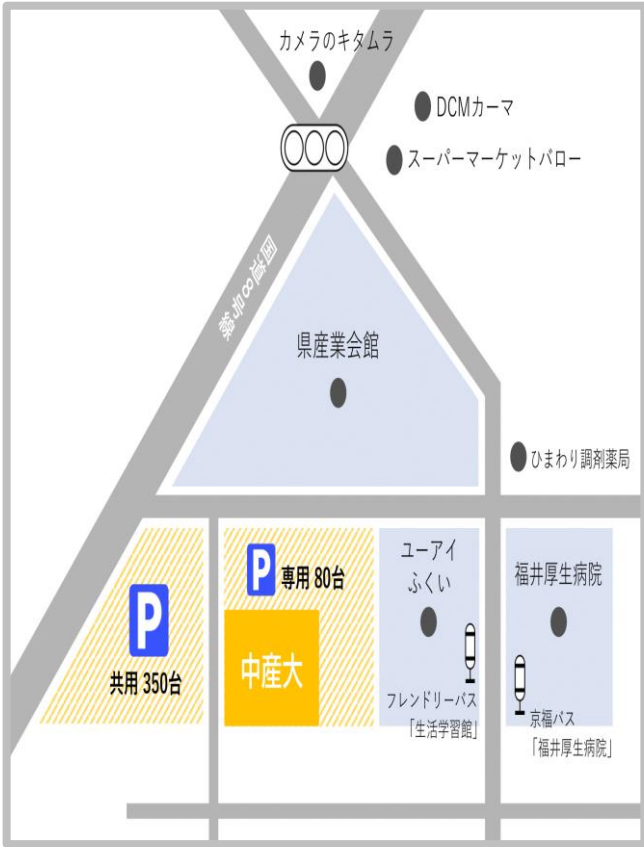 カメラのキタムラ
DCMカーマ
スーパーマーケットバロー
国道8号線
県産業会館
ひまわり調剤薬局
P
共用 350台
P 専用 80台
中産大
ユーアイ
ふくい
フレンドリーバス
「生活学習館」
福井厚生病院
京福バス
「福井厚生病院」